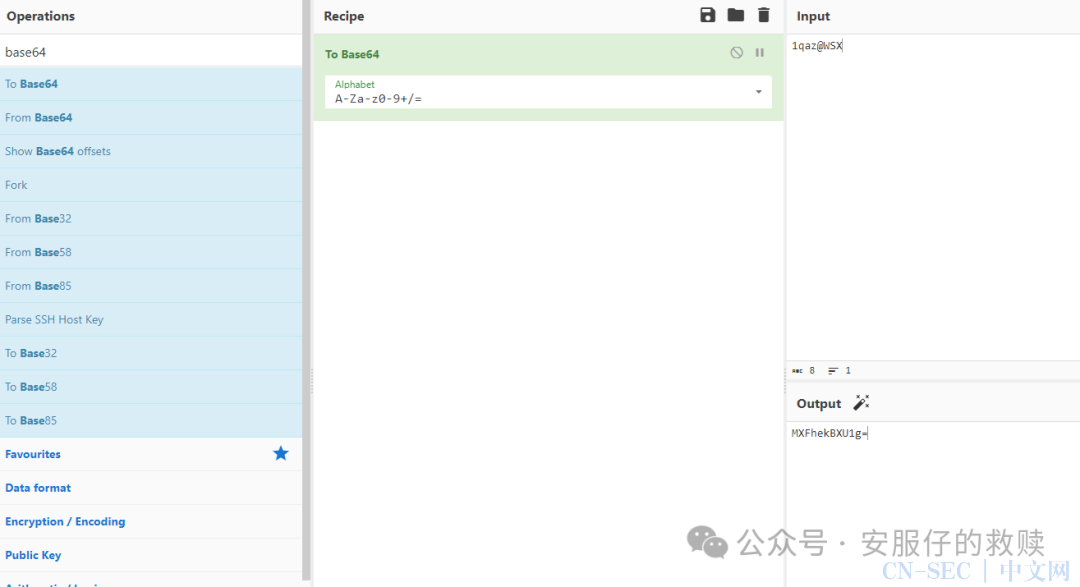 Operations
base64
To Base64
From Base64
Show Base64 offsets
Fork
From Base32
From Base58
From Base85
Parse SSH Host Key
To Base32
To Base58
To Base85
Favourites
Data format
Encryption / Encoding
Public Key
Recipe
To Base64
Alphabet
A-Za-z0-9+/=
Input
1qaz@WSX
ABC 8 1
Output
MXFhekBXU1g=
公众号 · 安服仔的救赎
CN-SEC | 中文网